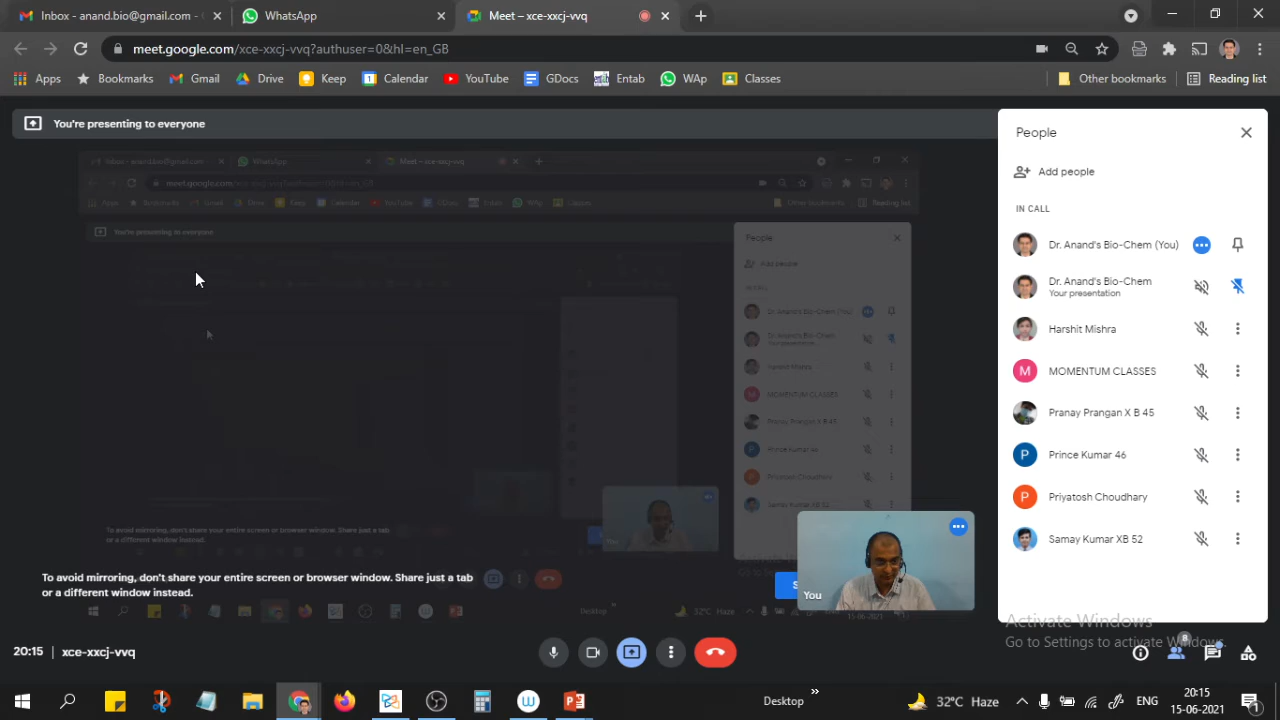 Inbox - anand.bio@gmail.com -
WhatsApp
Meet – xce-xxcj-vvq
meet.google.com/xce-xxcj-vvq?authuser=0&hl=en_GB
Apps Bookmarks Gmail Drive Keep Calendar YouTube GDocs Entab WAp Classes Other bookmarks Reading list
You're presenting to everyone
People
Add people
IN CALL
Dr. Anand's Bio-Chem (You)
Dr. Anand's Bio-Chem
Your presentation
Harshit Mishra
M MOMENTUM CLASSES
Pranay Prangan X B 45
P Prince Kumar 46
P Priyatosh Choudhary
Samay Kumar XB 52
To avoid mirroring, don't share your entire screen or browser window. Share just a tab
or a different window instead.
You
Activate Windows
Go to Settings to activate Windows.
20:15 | xce-xxcj-vvq
8
Desktop
32°C Haze
ENG
20:15
15-06-2021
1